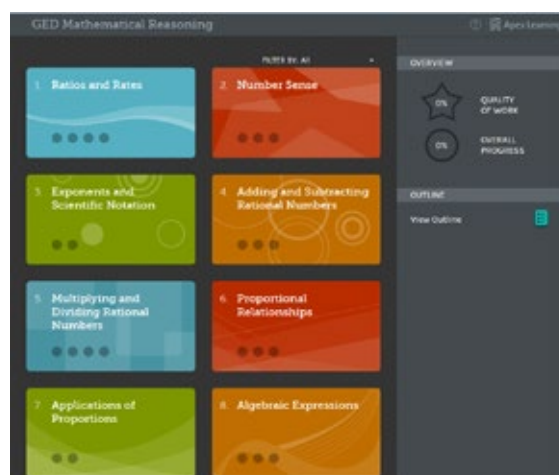 GED Mathematical Reasoning
Apex Learning
FILTER BY: All
1. Ratios and Rates
2. Number Sense
3. Exponents and
Scientific Notation
4. Adding and Subtracting
Rational Numbers
5. Multiplying and
Dividing Rational
Numbers
6. Proportional
Relationships
7. Applications of
Proportions
8. Algebraic Expressions
OVERVIEW
0%
QUALITY
OF WORK
0%
OVERALL
PROGRESS
OUTLINE
View Outline